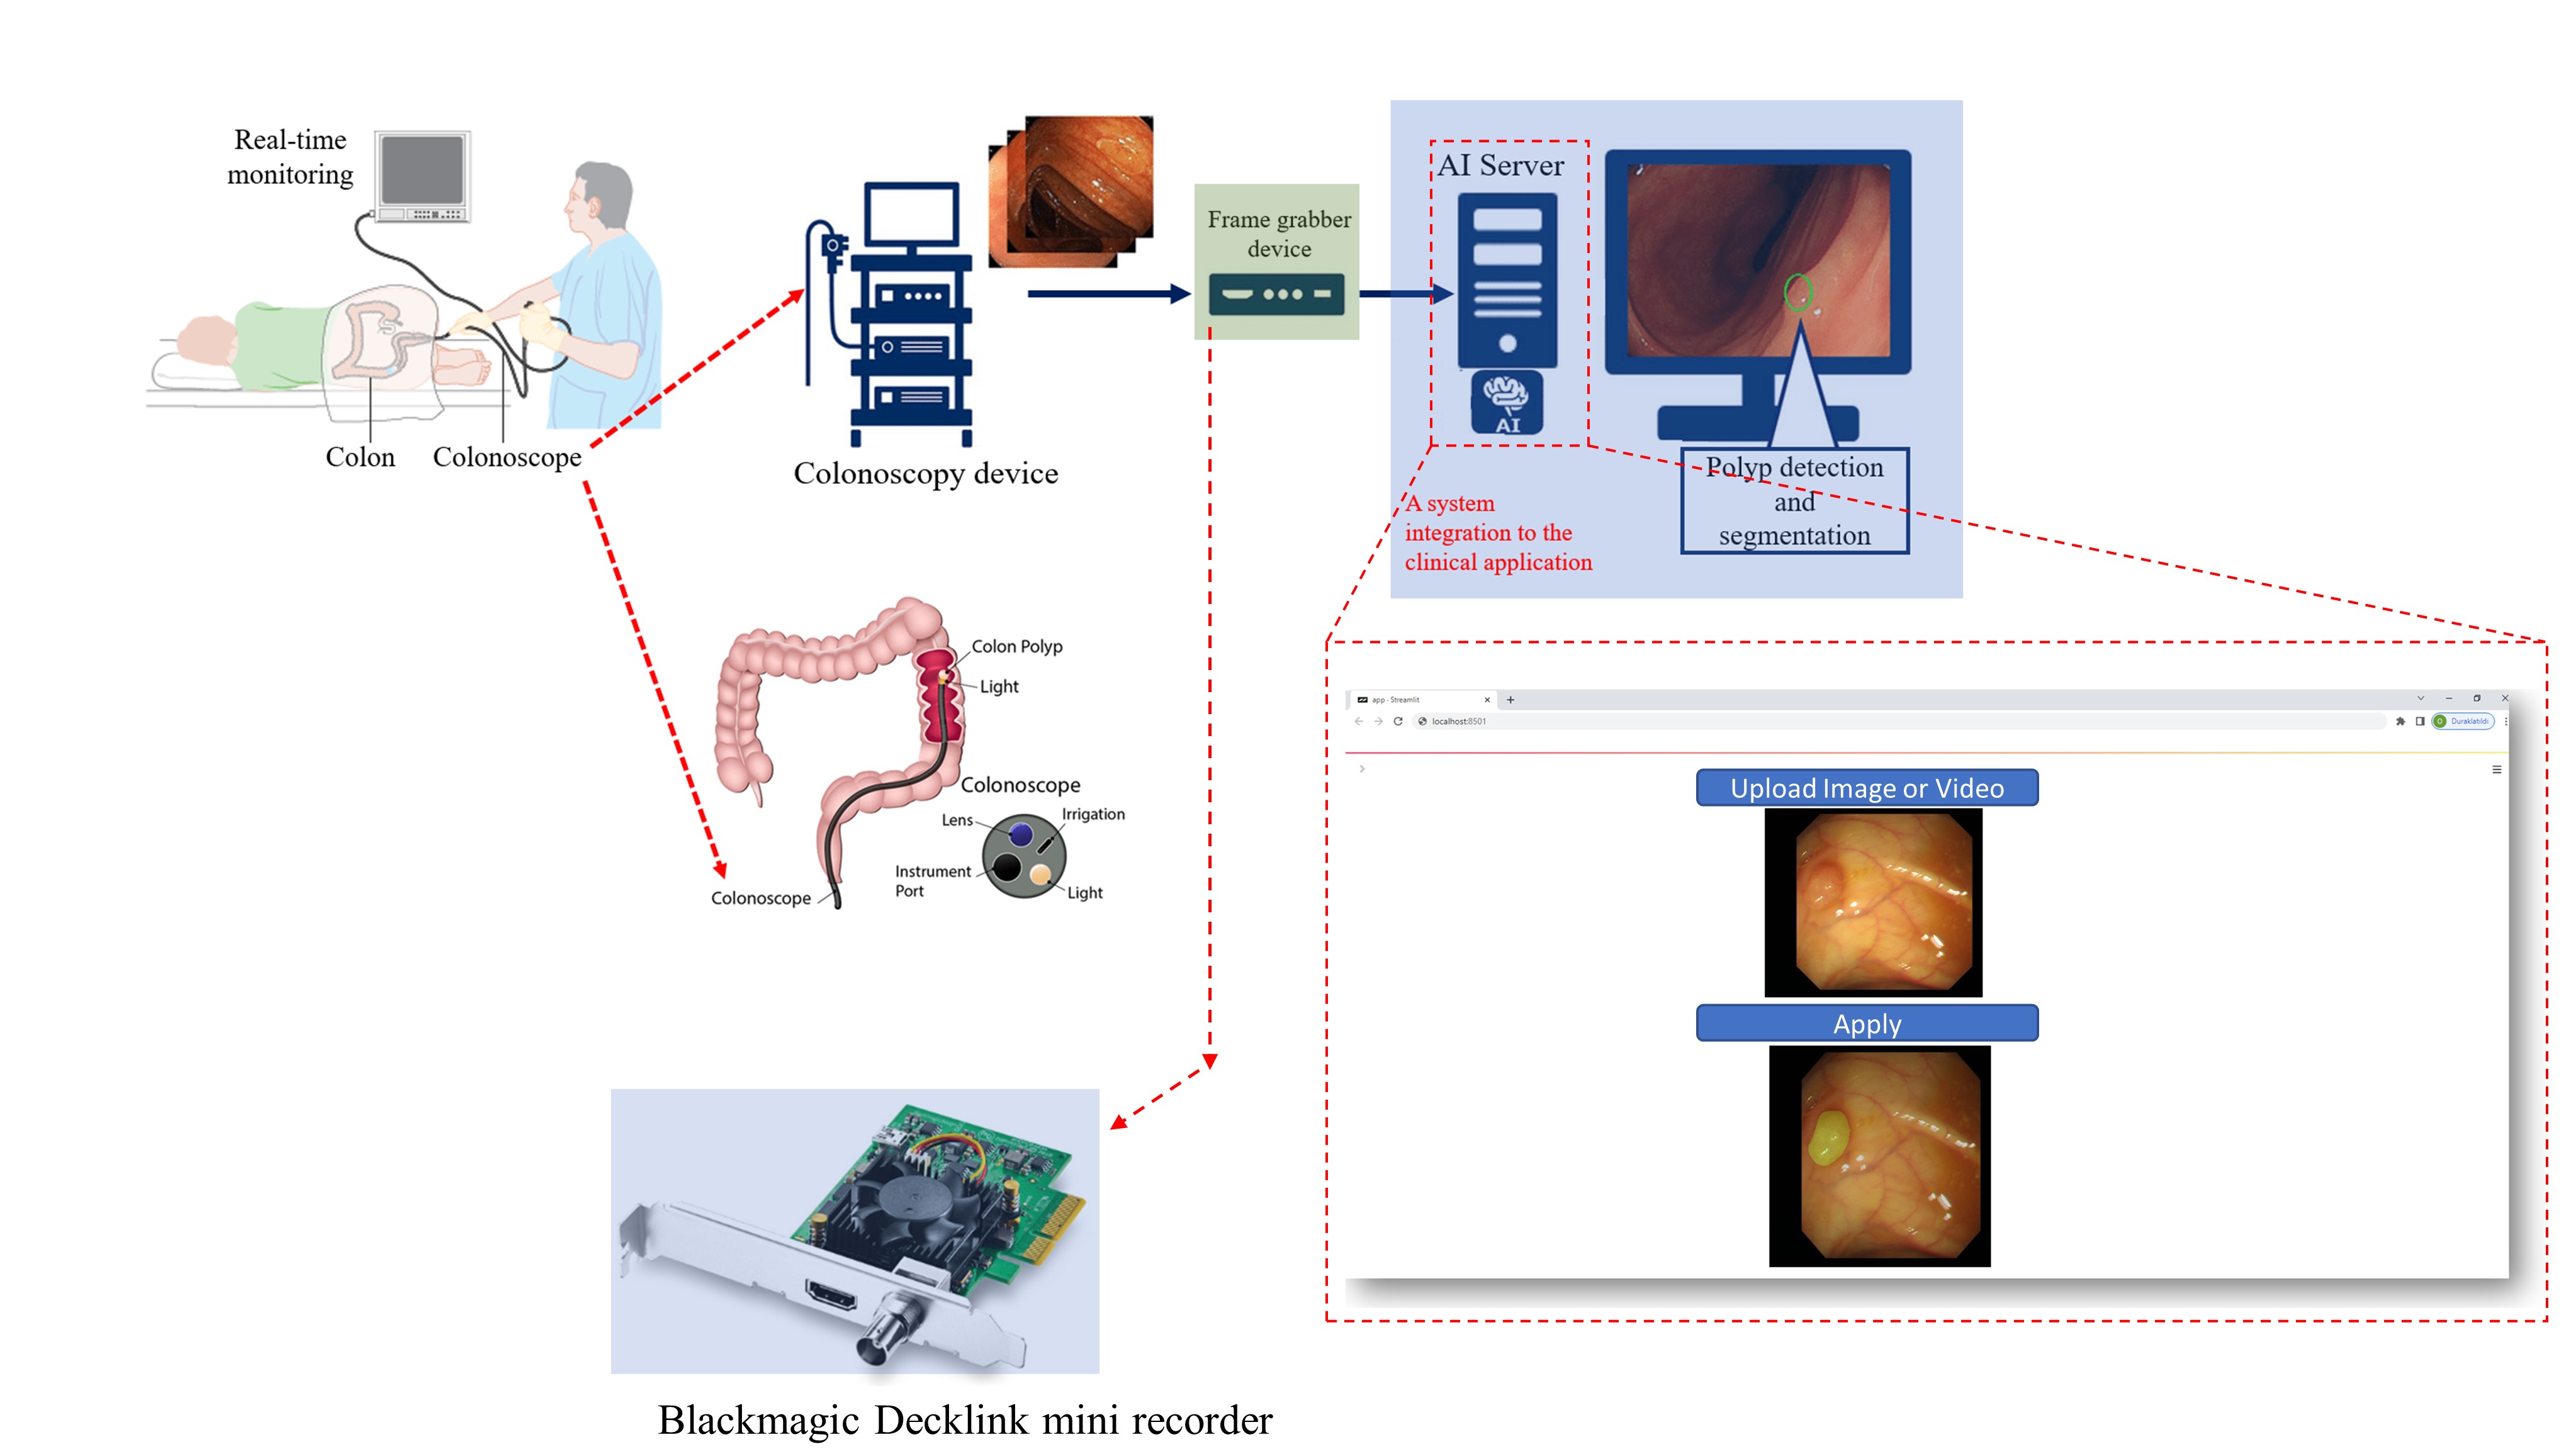 Real-time
monitoring
Colon
Colonoscope
Colonoscopy device
Frame grabber
device
AI Server
AI
A system
integration to the
clinical application
Polyp detection
and
segmentation
Colon Polyp
Light
Colonoscope
Lens
Irrigation
Instrument
Port
Light
Colonoscope
app · Streamlit
localhost:8501
O
Duraklatıldı
Upload Image or Video
Apply
Blackmagic Decklink mini recorder